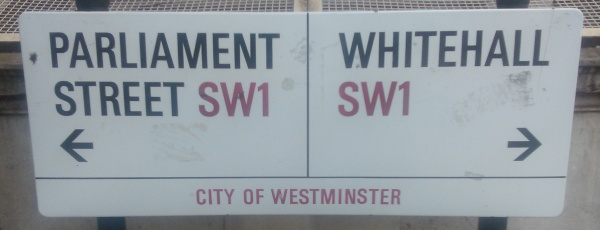 PARLIAMENT
STREET SW1
WHITEHALL
SW1
CITY OF WESTMINSTER